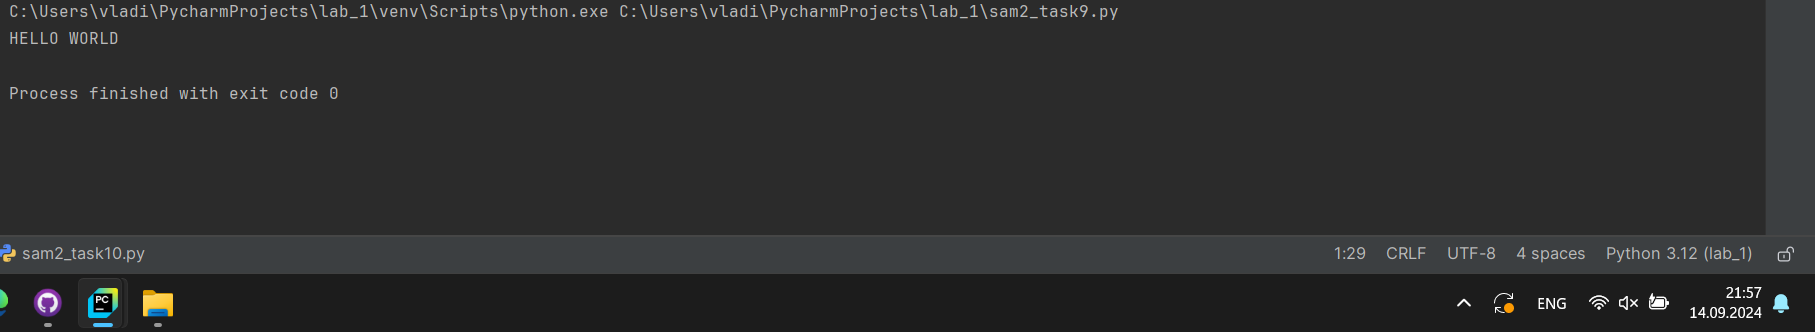 C:\Users\vladi\PycharmProjects\lab_1\venv\Scripts\python.exe C:\Users\vladi\PycharmProjects\lab_1\sam2_task9.py
HELLO WORLD
Process finished with exit code 0
sam2_task10.py 1:29 CRLF UTF-8 4 spaces Python 3.12 (lab_1)
PC ENG 21:57
14.09.2024